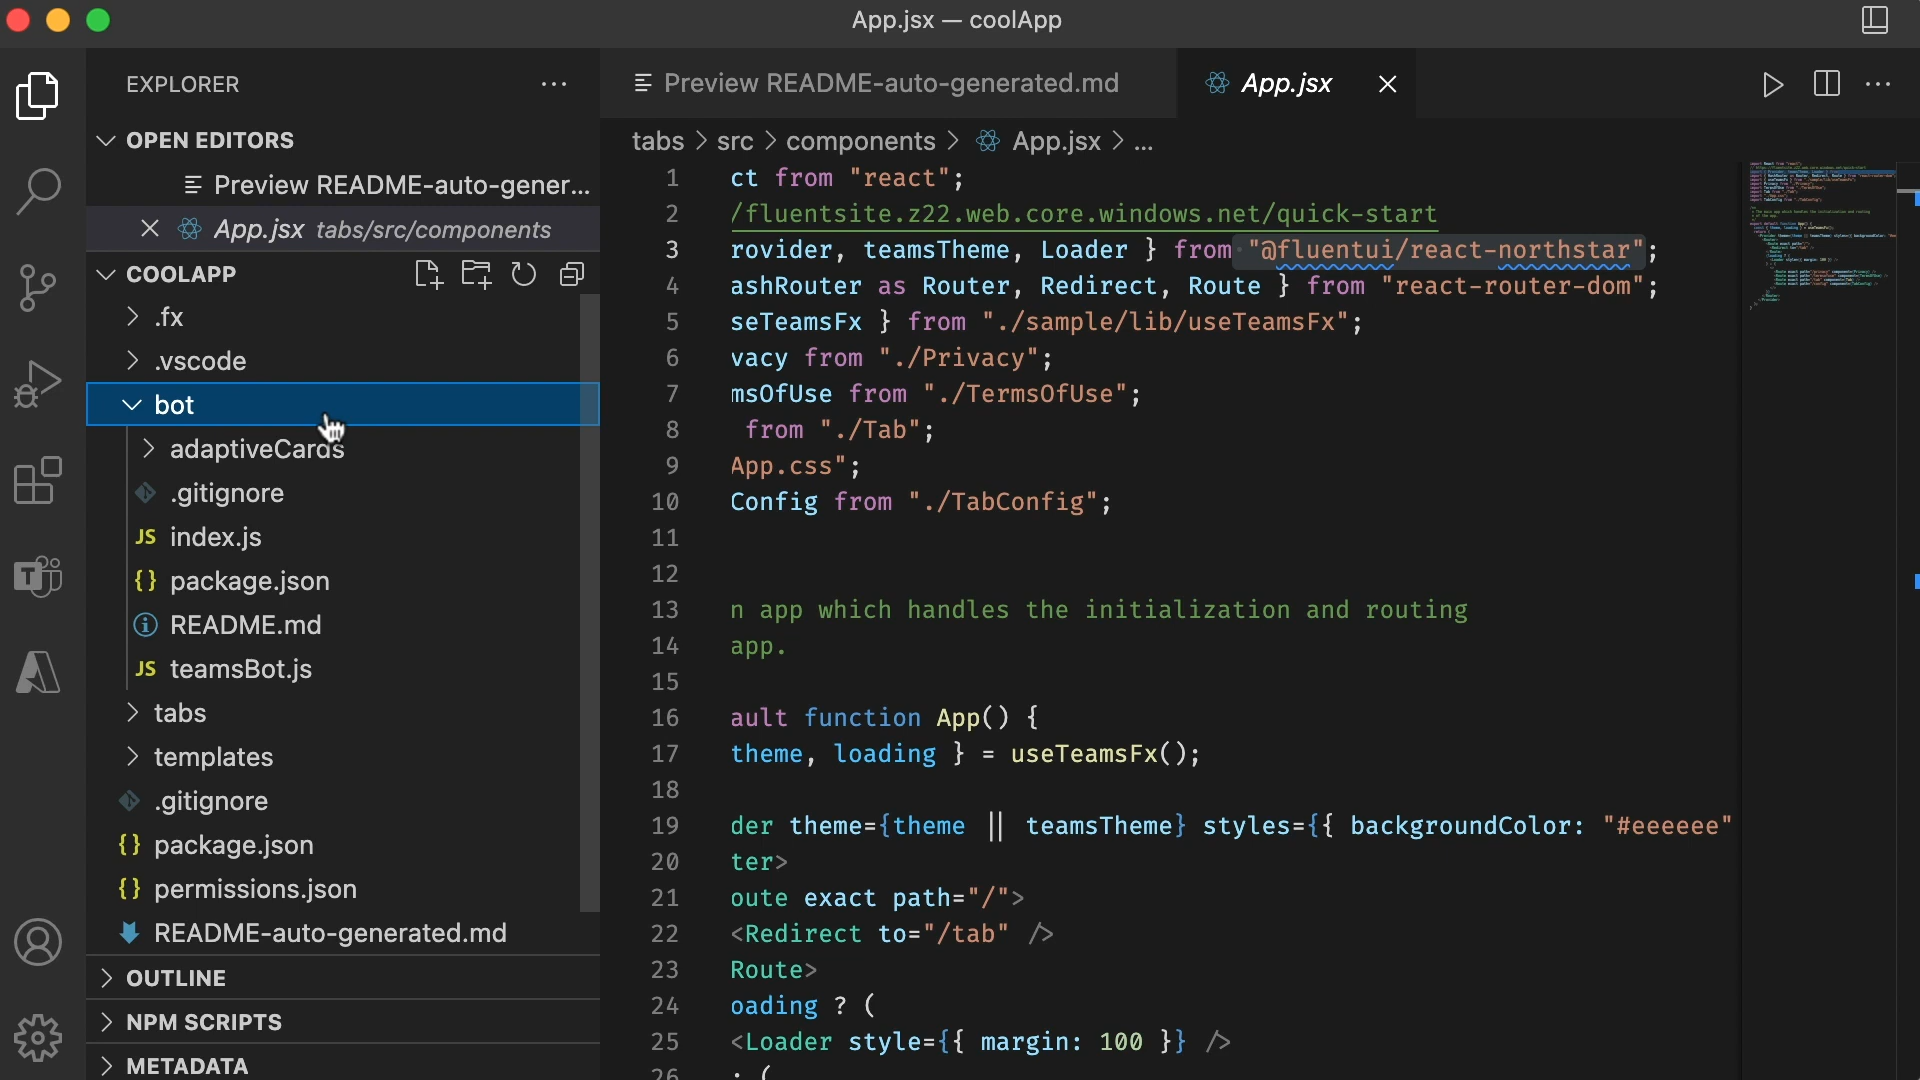 App.jsx — coolApp
EXPLORER
OPEN EDITORS
Preview README-auto-gener...
App.jsx tabs/src/components
COOLAPP
.fx
.vscode
bot
adaptiveCards
.gitignore
JS index.js
{} package.json
README.md
JS teamsBot.js
tabs
templates
.gitignore
{} package.json
{} permissions.json
README-auto-generated.md
OUTLINE
NPM SCRIPTS
METADATA
Preview README-auto-generated.md
App.jsx
tabs > src > components > App.jsx > ...
1 ct from "react";
2 /fluentsite.z22.web.core.windows.net/quick-start
3 rovider, teamsTheme, Loader } from "@fluentui/react-northstar";
4 ashRouter as Router, Redirect, Route } from "react-router-dom";
5 seTeamsFx } from "./sample/lib/useTeamsFx";
6 vacy from "./Privacy";
7 msOfUse from "./TermsOfUse";
8 from "./Tab";
9 App.css";
10 Config from "./TabConfig";
11
12
13 n app which handles the initialization and routing
14 app.
15
16 ault function App() {
17 theme, loading } = useTeamsFx();
18
19 der theme={theme || teamsTheme} styles={{ backgroundColor: "#eeeeee"
20 ter>
21 oute exact path="/">
22 <Redirect to="/tab" />
23 Route>
24 oading ? (
25 <Loader style={{ margin: 100 }} />
26 : (